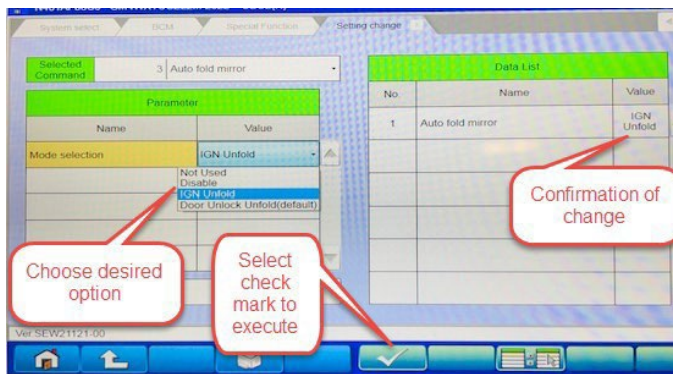 System select
BCM
Special Function
Setting change
Selected
Command
3 Auto fold mirror
Data List
Parameter
No.
Name
Value
Name
Value
1
Auto fold mirror
IGN
Unfold
Mode selection
IGN Unfold
Not Used
Disable
IGN Unfold
Door Unlock Unfold(default)
Confirmation of
change
Choose desired
option
Select
check
mark to
execute
Ver.SEW21121-00